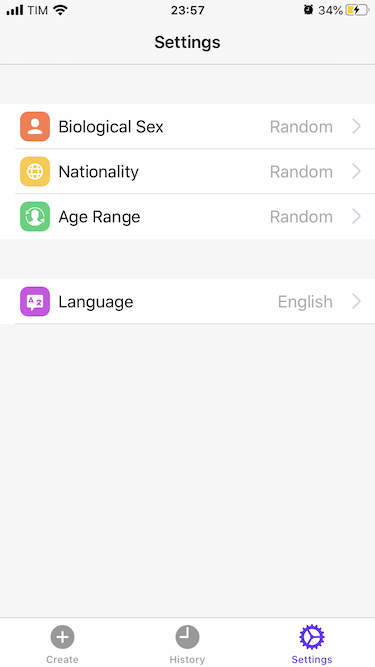 TIM 23:57 34%
Settings
Biological Sex Random
Nationality Random
Age Range Random
Language English
Create History Settings